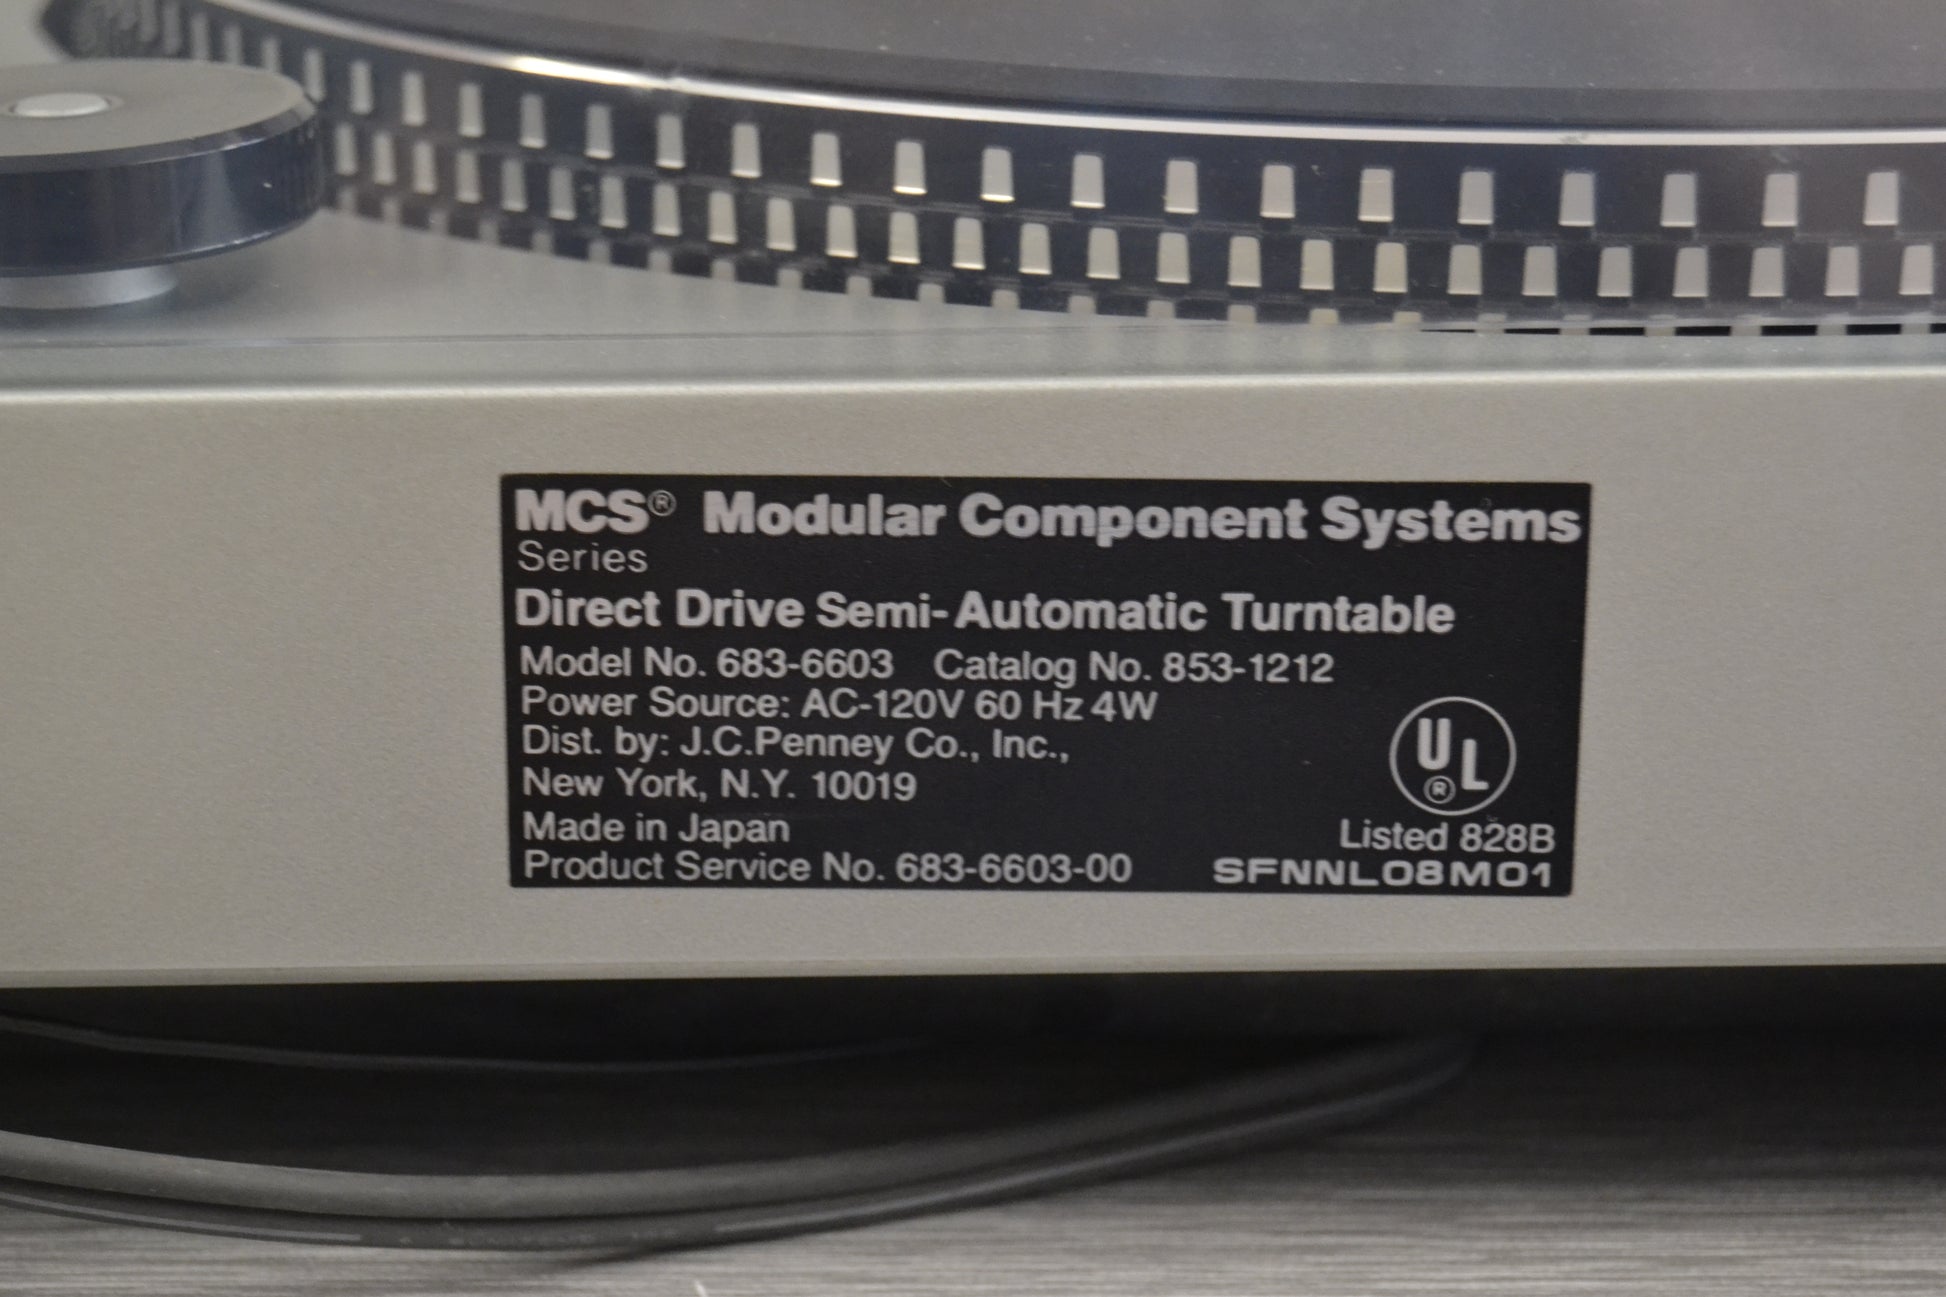 MCS® Modular Component Systems
Series
Direct Drive Semi-Automatic Turntable
Model No. 683-6603 Catalog No. 853-1212
Power Source: AC-120V 60 Hz 4W
Dist. by: J.C.Penney Co., Inc.,
New York, N.Y. 10019
Made in Japan
Product Service No. 683-6603-00
UL®
Listed 828B
SFNNL08M01